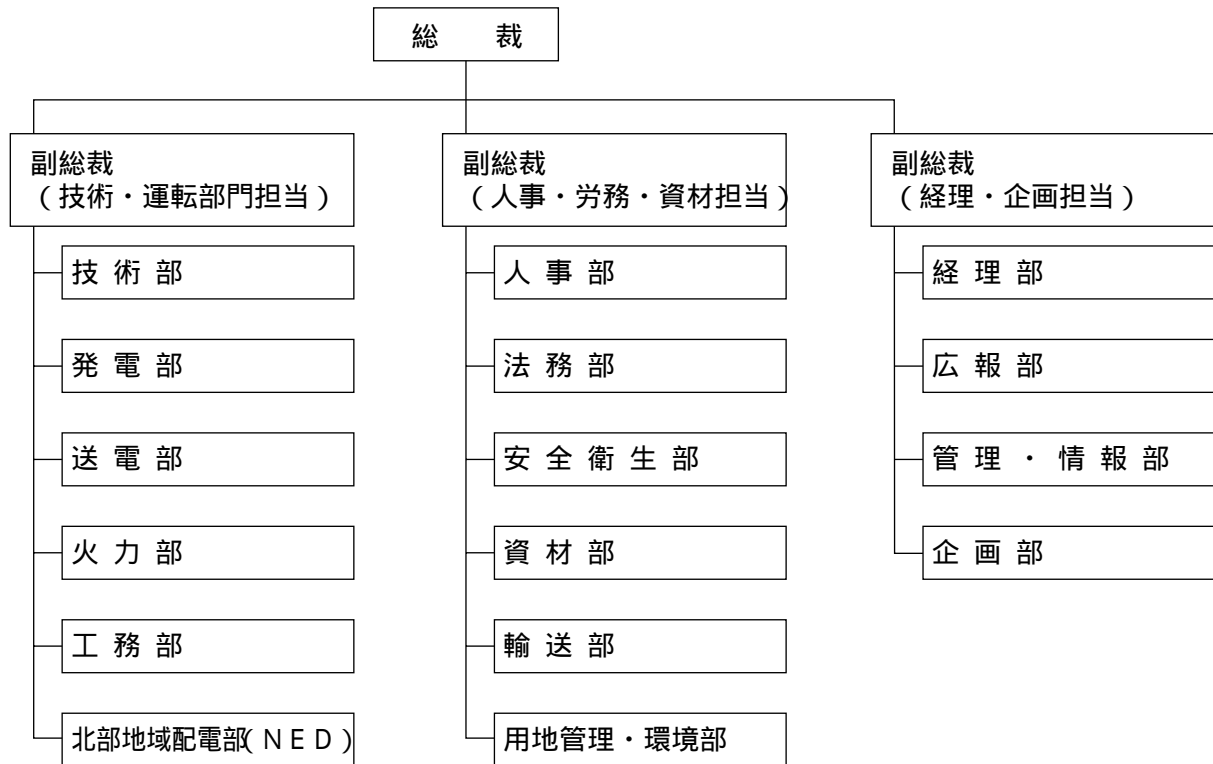 総 裁
副総裁
（技術・運転部門担当）
技 術 部
発 電 部
送 電 部
火 力 部
工 務 部
北部地域配電部（ＮＥＤ）
副総裁
（人事・労務・資材担当）
人 事 部
法 務 部
安 全 衛 生 部
資 材 部
輸 送 部
用地管理・環境部
副総裁
（経理・企画担当）
経 理 部
広 報 部
管 理 ・ 情 報 部
企 画 部